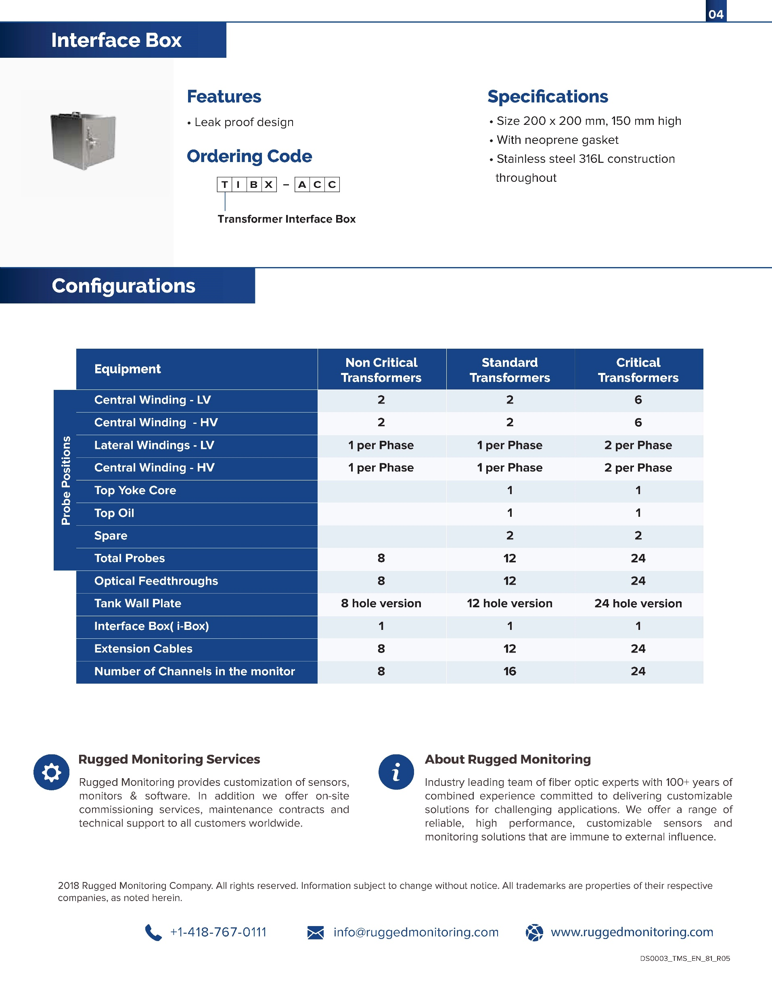 04
Interface Box
Features
• Leak proof design
Ordering Code
T I B X – A C C
Transformer Interface Box
Specifications
• Size 200 x 200 mm, 150 mm high
• With neoprene gasket
• Stainless steel 316L construction
throughout
Configurations
Equipment Non Critical Transformers Standard Transformers Critical Transformers
Probe Positions
Central Winding - LV 2 2 6
Central Winding - HV 2 2 6
Lateral Windings - LV 1 per Phase 1 per Phase 2 per Phase
Central Winding - HV 1 per Phase 1 per Phase 2 per Phase
Top Yoke Core 1 1
Top Oil 1 1
Spare 2 2
Total Probes 8 12 24
Optical Feedthroughs 8 12 24
Tank Wall Plate 8 hole version 12 hole version 24 hole version
Interface Box( i-Box) 1 1 1
Extension Cables 8 12 24
Number of Channels in the monitor 8 16 24
Rugged Monitoring Services
Rugged Monitoring provides customization of sensors,
monitors & software. In addition we offer on-site
commissioning services, maintenance contracts and
technical support to all customers worldwide.
About Rugged Monitoring
Industry leading team of fiber optic experts with 100+ years of
combined experience committed to delivering customizable
solutions for challenging applications. We offer a range of
reliable, high performance, customizable sensors and
monitoring solutions that are immune to external influence.
2018 Rugged Monitoring Company. All rights reserved. Information subject to change without notice. All trademarks are properties of their respective
companies, as noted herein.
+1-418-767-0111 info@ruggedmonitoring.com www.ruggedmonitoring.com
DS0003_TMS_EN_81_R05